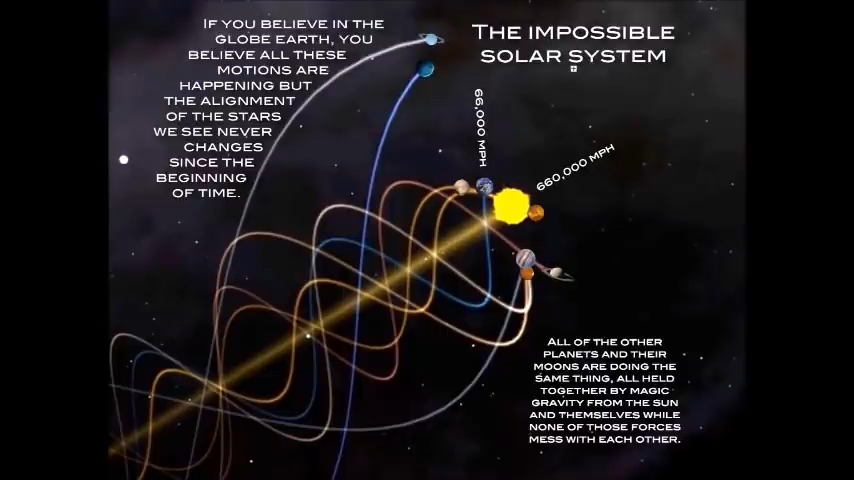 If you believe in the
globe earth, you
believe all these
motions are
happening but
the alignment
of the stars
we see never
changes
since the
beginning
of time.
The impossible
solar system
66,000 mph
660,000 mph
All of the other
planets and their
moons are doing the
same thing, all held
together by magic
gravity from the sun
and themselves while
none of those forces
mess with each other.